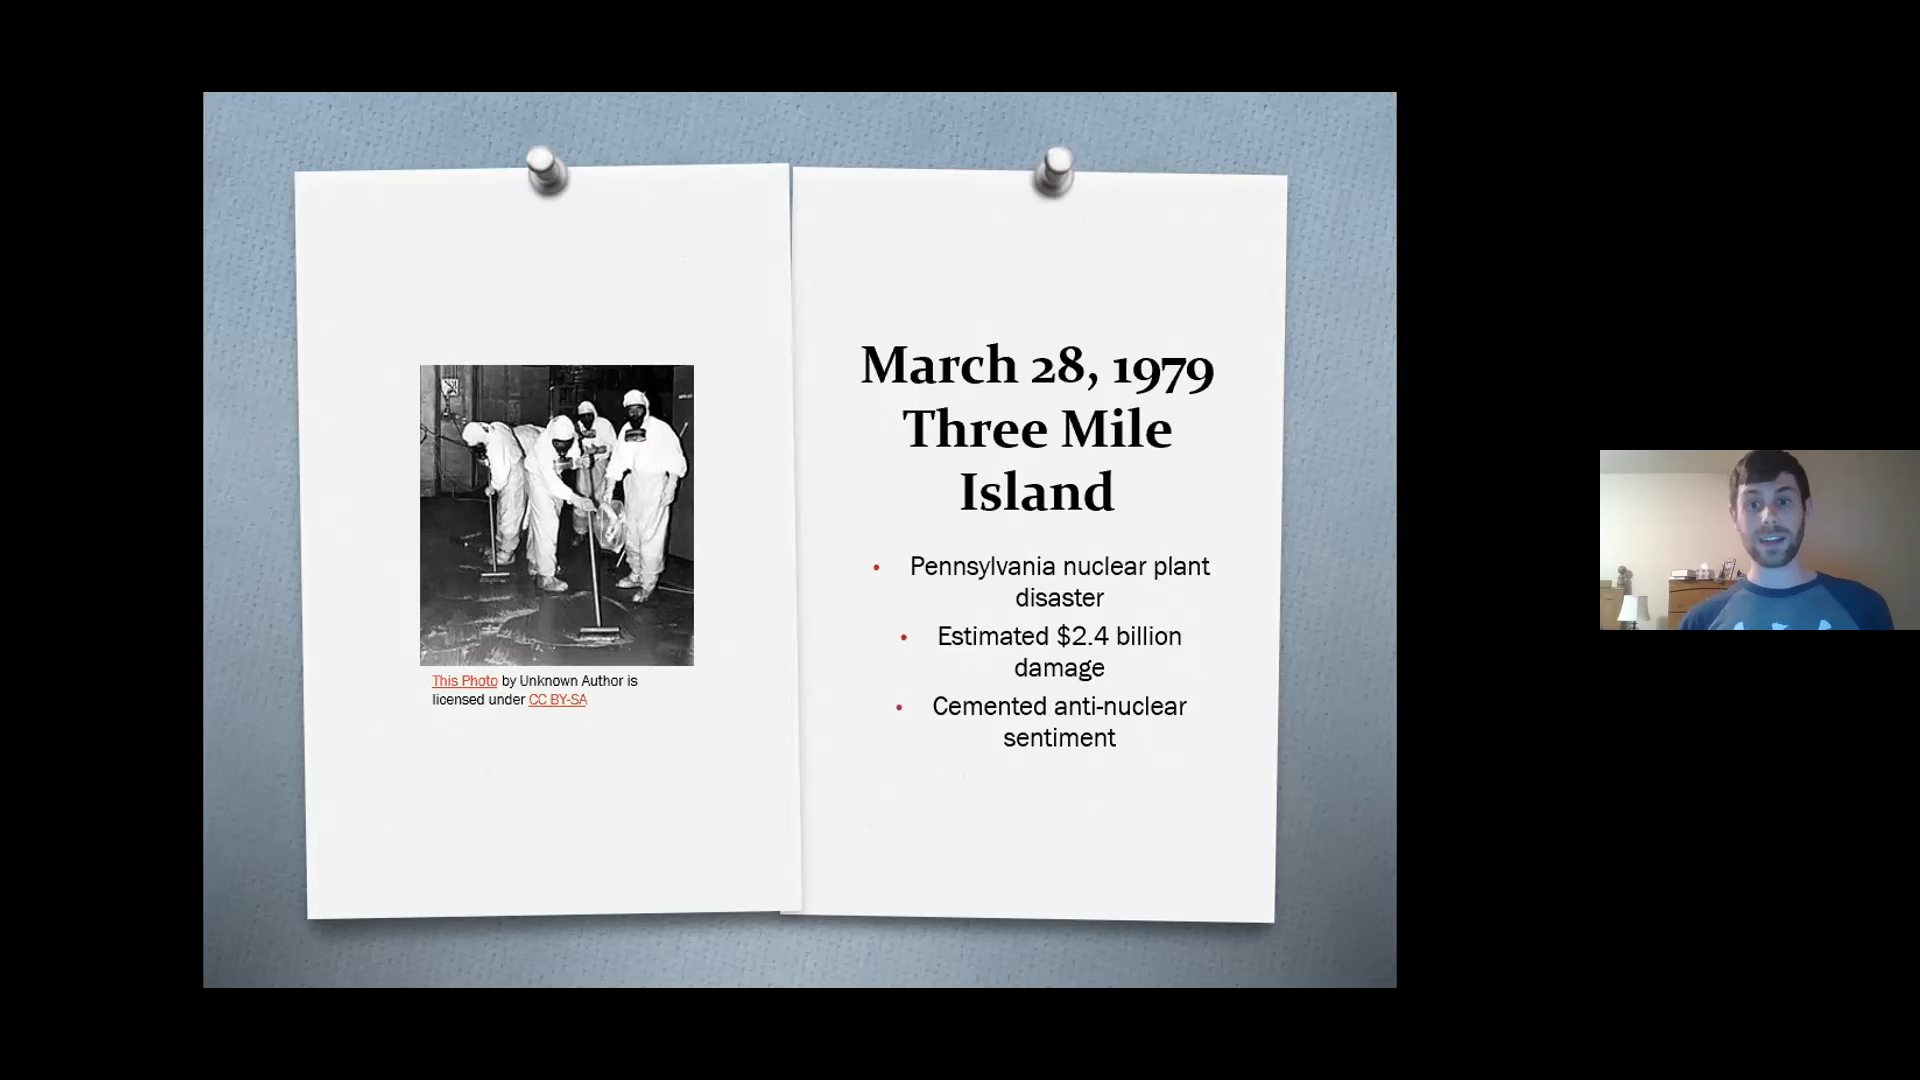 March 28, 1979
Three Mile
Island
• Pennsylvania nuclear plant
disaster
• Estimated $2.4 billion
damage
• Cemented anti-nuclear
sentiment
This Photo by Unknown Author is
licensed under CC BY-SA